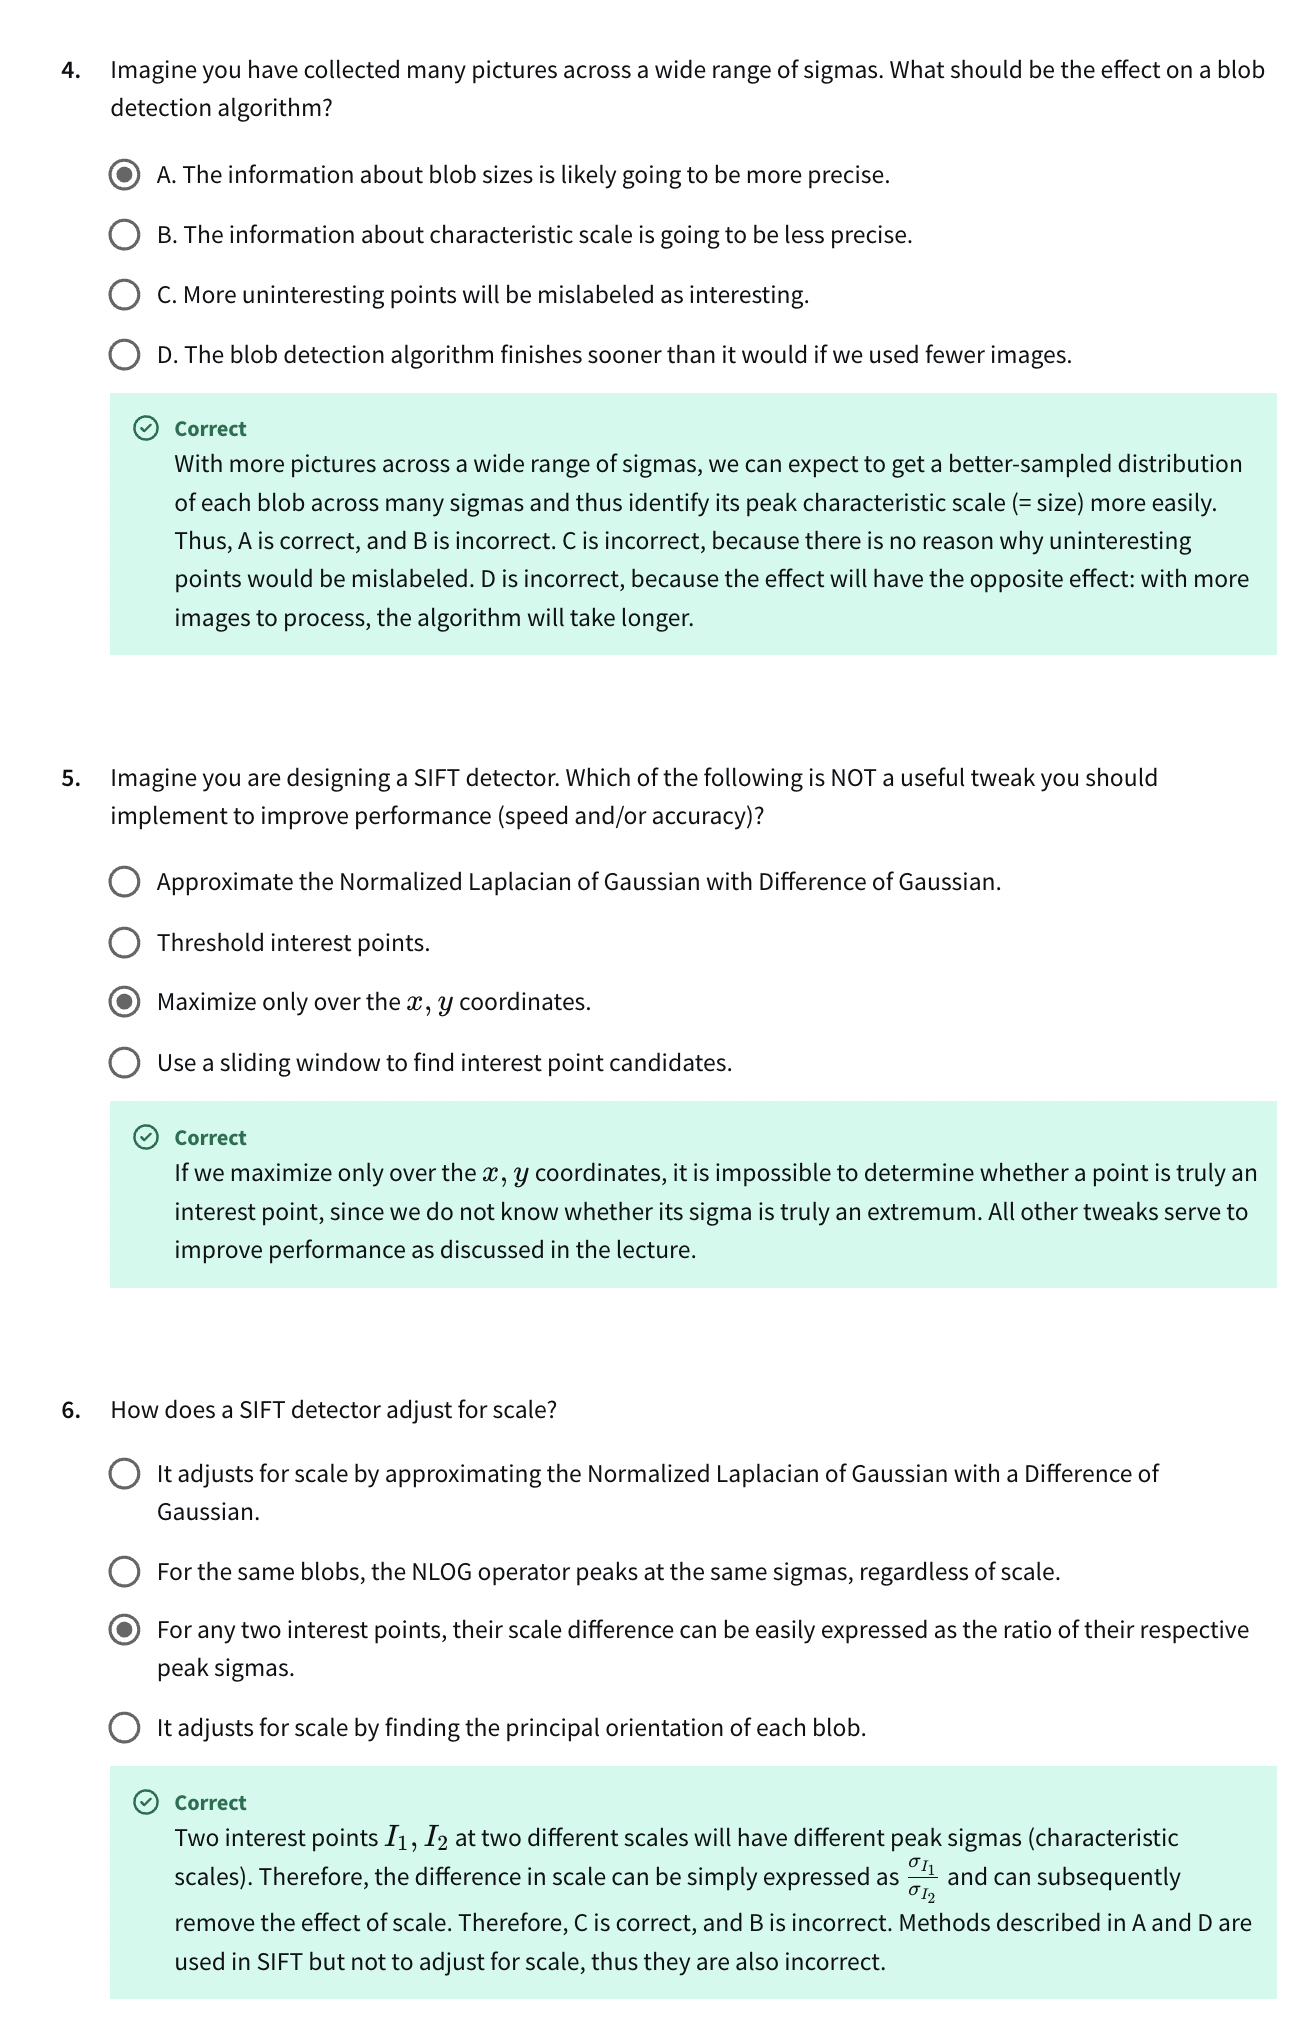 4. Imagine you have collected many pictures across a wide range of sigmas. What should be the effect on a blob
detection algorithm?
A. The information about blob sizes is likely going to be more precise.
B. The information about characteristic scale is going to be less precise.
C. More uninteresting points will be mislabeled as interesting.
D. The blob detection algorithm finishes sooner than it would if we used fewer images.
Correct
With more pictures across a wide range of sigmas, we can expect to get a better-sampled distribution
of each blob across many sigmas and thus identify its peak characteristic scale (= size) more easily.
Thus, A is correct, and B is incorrect. C is incorrect, because there is no reason why uninteresting
points would be mislabeled. D is incorrect, because the effect will have the opposite effect: with more
images to process, the algorithm will take longer.
5. Imagine you are designing a SIFT detector. Which of the following is NOT a useful tweak you should
implement to improve performance (speed and/or accuracy)?
Approximate the Normalized Laplacian of Gaussian with Difference of Gaussian.
Threshold interest points.
Maximize only over the x, y coordinates.
Use a sliding window to find interest point candidates.
Correct
If we maximize only over the x, y coordinates, it is impossible to determine whether a point is truly an
interest point, since we do not know whether its sigma is truly an extremum. All other tweaks serve to
improve performance as discussed in the lecture.
6. How does a SIFT detector adjust for scale?
It adjusts for scale by approximating the Normalized Laplacian of Gaussian with a Difference of
Gaussian.
For the same blobs, the NLOG operator peaks at the same sigmas, regardless of scale.
For any two interest points, their scale difference can be easily expressed as the ratio of their respective
peak sigmas.
It adjusts for scale by finding the principal orientation of each blob.
Correct
Two interest points I₁, I₂ at two different scales will have different peak sigmas (characteristic
scales). Therefore, the difference in scale can be simply expressed as σ_I₁/σ_I₂ and can subsequently
remove the effect of scale. Therefore, C is correct, and B is incorrect. Methods described in A and D are
used in SIFT but not to adjust for scale, thus they are also incorrect.